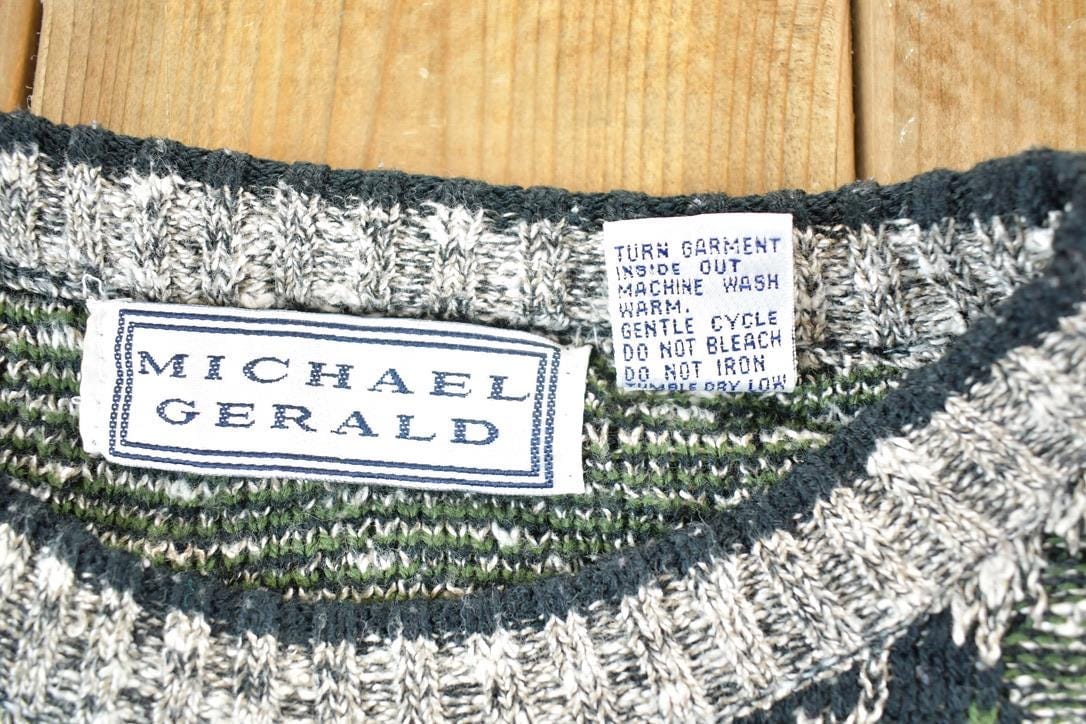 MICHAEL
GERALD
TURN GARMENT
INSIDE OUT
MACHINE WASH
WARM.
GENTLE CYCLE
DO NOT BLEACH
DO NOT IRON
TUMBLE DRY LOW